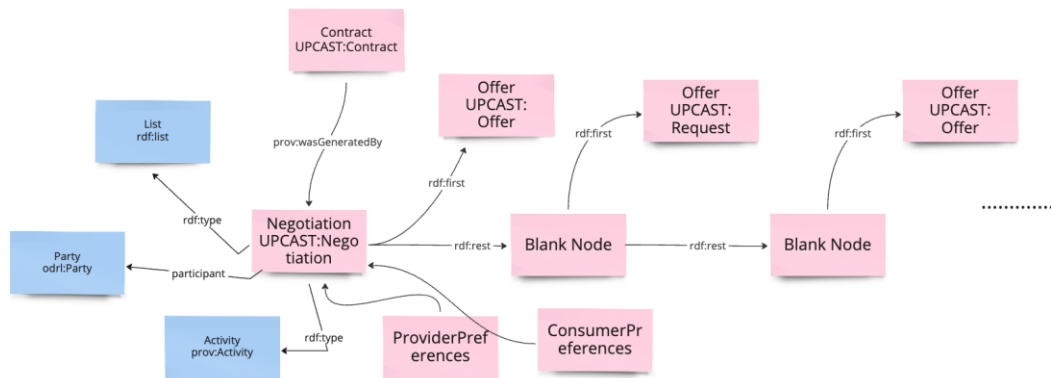 Contract
UPCAST:Contract
Offer
UPCAST:
Offer
Offer
UPCAST:
Request
Offer
UPCAST:
Offer
List
rdf:list
prov:wasGeneratedBy
rdf:first
rdf:first
rdf:first
rdf:type
Negotiation
UPCAST:Nego
tiation
rdf:rest
Blank Node
rdf:rest
Blank Node
Party
odrl:Party
participant
rdf:type
Activity
prov:Activity
ProviderPref
erences
ConsumerPr
eferences